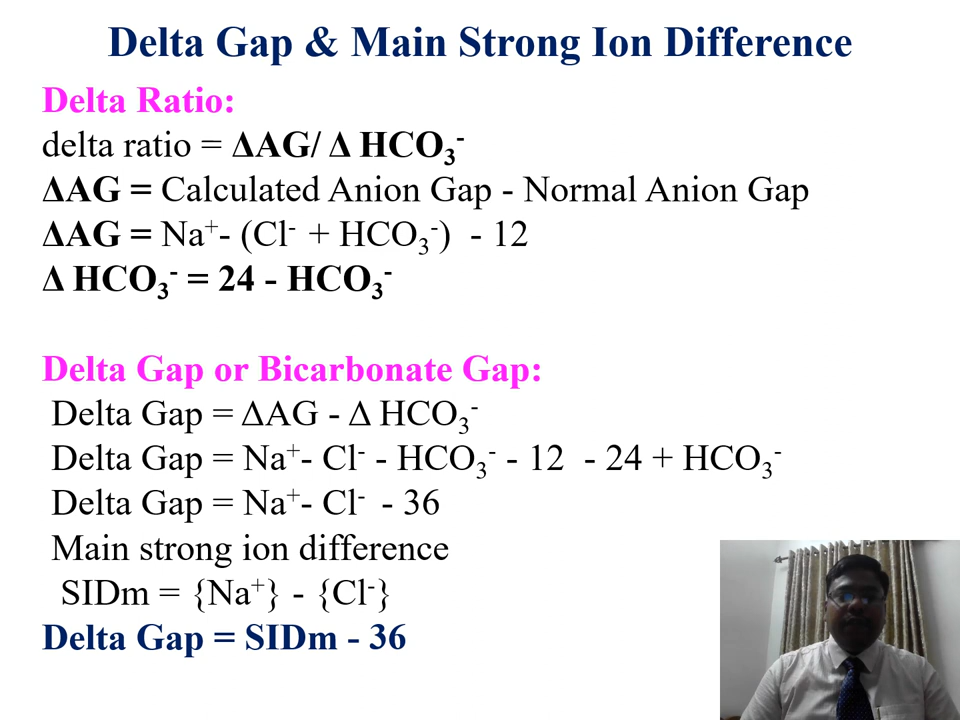 Delta Gap & Main Strong Ion Difference
Delta Ratio:
delta ratio = ΔAG/ Δ HCO₃⁻
ΔAG = Calculated Anion Gap - Normal Anion Gap
ΔAG = Na⁺- (Cl⁻ + HCO₃⁻) - 12
Δ HCO₃⁻ = 24 - HCO₃⁻
Delta Gap or Bicarbonate Gap:
Delta Gap = ΔAG - Δ HCO₃⁻
Delta Gap = Na⁺- Cl⁻ - HCO₃⁻ - 12 - 24 + HCO₃⁻
Delta Gap = Na⁺- Cl⁻ - 36
Main strong ion difference
SIDm = {Na⁺} - {Cl⁻}
Delta Gap = SIDm - 36